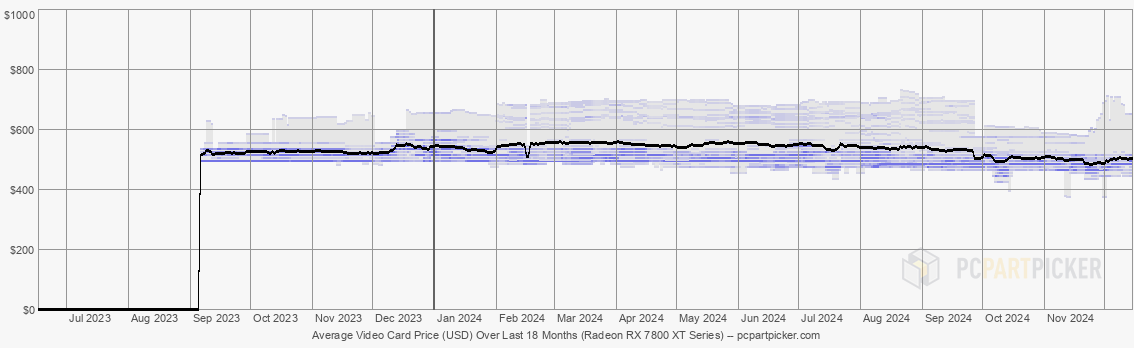 $1000
$800
$600
$400
$200
$0
Jul 2023 Aug 2023 Sep 2023 Oct 2023 Nov 2023 Dec 2023 Jan 2024 Feb 2024 Mar 2024 Apr 2024 May 2024 Jun 2024 Jul 2024 Aug 2024 Sep 2024 Oct 2024 Nov 2024
PCPARTPICKER
Average Video Card Price (USD) Over Last 18 Months (Radeon RX 7800 XT Series) -- pcpartpicker.com